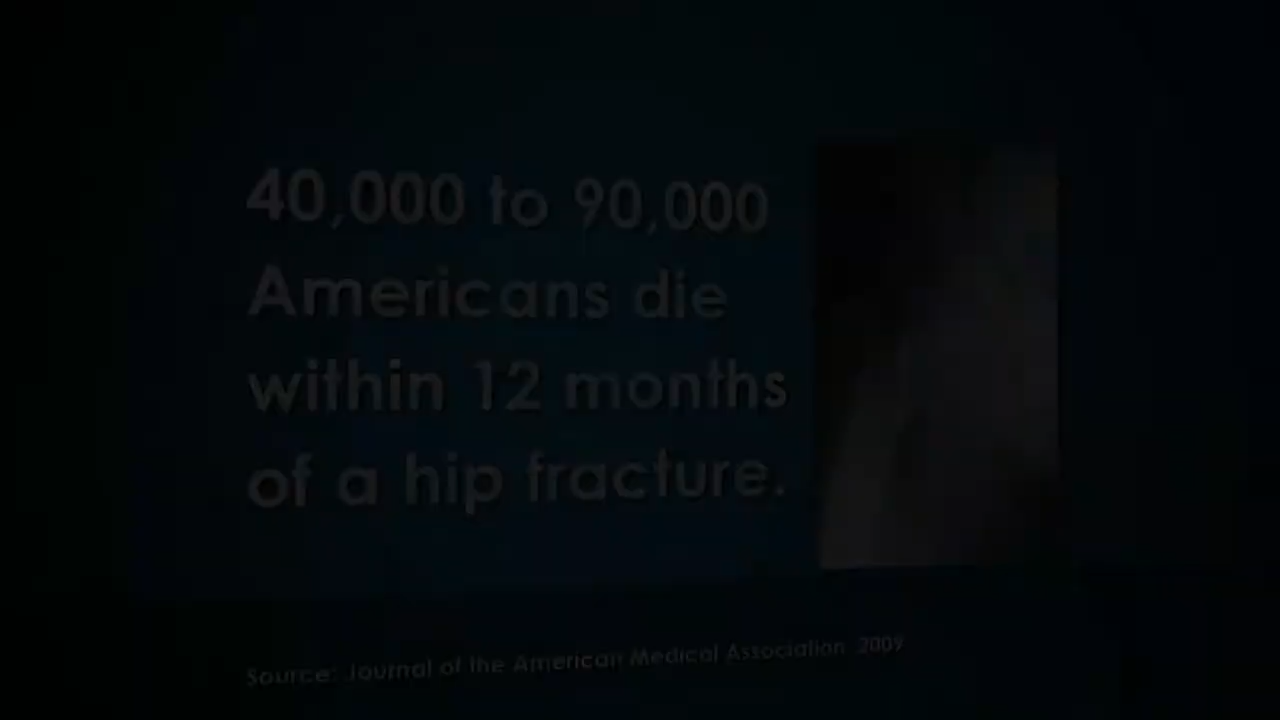 40,000 to 90,000
Americans die
within 12 months
of a hip fracture.
Source: Journal of the American Medical Association 2009